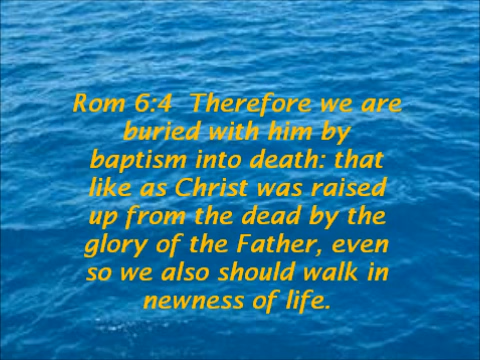 Rom 6:4  Therefore we are
buried with him by
baptism into death: that
like as Christ was raised
up from the dead by the
glory of the Father, even
so we also should walk in
newness of life.